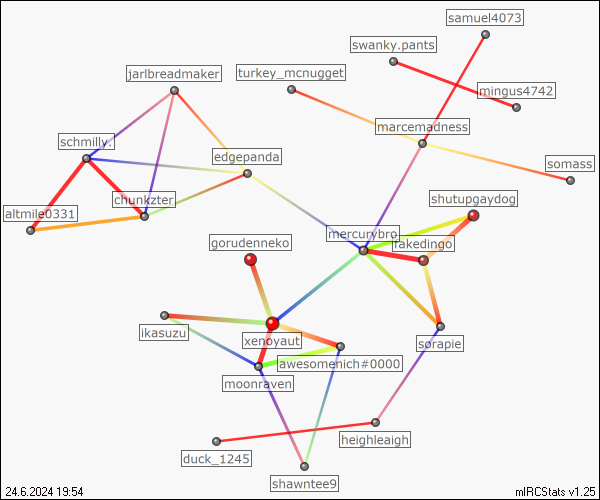 samuel4073
swanky.pants
jarlbreadmaker
turkey_mcnugget
mingus4742
marcemadness
schmilly.
edgepanda
somass
chunkzter
shutupgaydog
altmile0331
mercurybro
rakedingo
gorudenneko
ikasuzu
xenoyaut
sorapie
awesomenich#0000
moonraven
heighleaigh
duck_1245
shawntee9
24.6.2024 19:54
mIRCStats v1.25